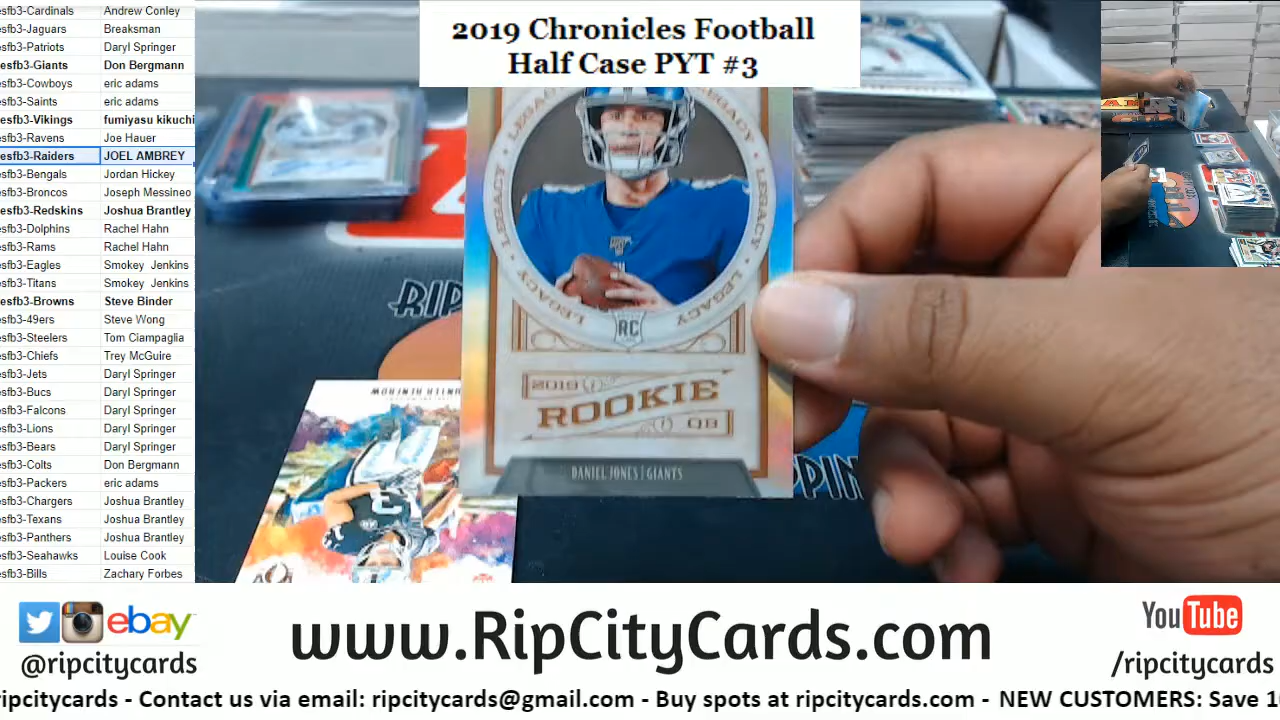 2019 Chronicles Football
Half Case PYT #3
esfb3-Cardinals Andrew Conley
esfb3-Jaguars Breaksman
esfb3-Patriots Daryl Springer
esfb3-Giants Don Bergmann
esfb3-Cowboys eric adams
esfb3-Saints eric adams
esfb3-Vikings fumiyasu kikuchi
esfb3-Ravens Joe Hauer
esfb3-Raiders JOEL AMBREY
esfb3-Bengals Jordan Hickey
esfb3-Broncos Joseph Messineo
esfb3-Redskins Joshua Brantley
esfb3-Dolphins Rachel Hahn
esfb3-Rams Rachel Hahn
esfb3-Eagles Smokey Jenkins
esfb3-Titans Smokey Jenkins
esfb3-Browns Steve Binder
esfb3-49ers Steve Wong
esfb3-Steelers Tom Ciampaglia
esfb3-Chiefs Trey McGuire
esfb3-Jets Daryl Springer
esfb3-Bucs Daryl Springer
esfb3-Falcons Daryl Springer
esfb3-Lions Daryl Springer
esfb3-Bears Daryl Springer
esfb3-Colts Don Bergmann
esfb3-Packers eric adams
esfb3-Chargers Joshua Brantley
esfb3-Texans Joshua Brantley
esfb3-Panthers Joshua Brantley
esfb3-Seahawks Louise Cook
esfb3-Bills Zachary Forbes
LEGACY LEGACY
LEGACY LEGACY
LEGACY LEGACY
RC
2019
ROOKIE
QB
DANIEL JONES | GIANTS
RIP
PPIN
ebay
@ripcitycards
www.RipCityCards.com
YouTube
/ripcitycards
ripcitycards - Contact us via email: ripcitycards@gmail.com - Buy spots at ripcitycards.com - NEW CUSTOMERS: Save 1